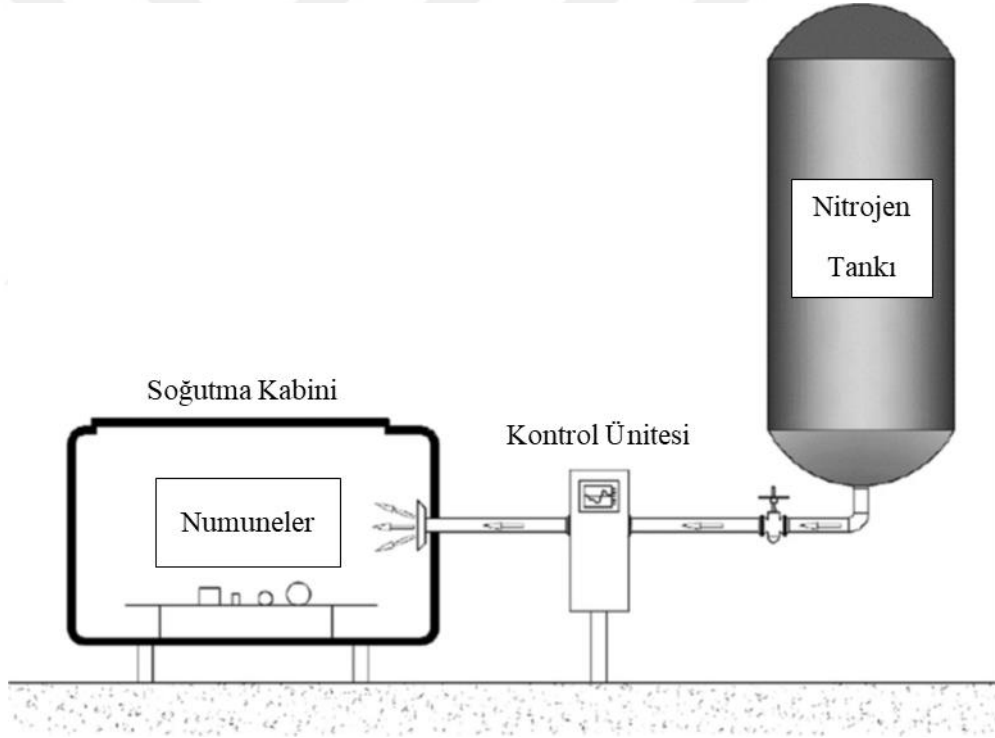 Nitrojen
Tankı
Soğutma Kabini
Kontrol Ünitesi
Numuneler